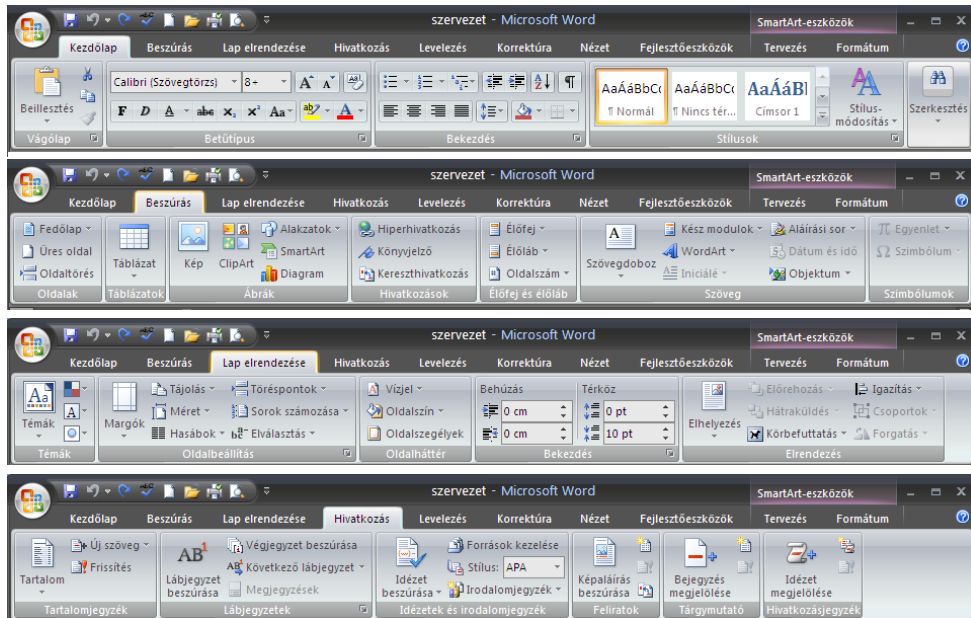 szervezet - Microsoft Word SmartArt-eszközök
Kezdőlap Beszúrás Lap elrendezése Hivatkozás Levelezés Korrektúra Nézet Fejlesztőeszközök Tervezés Formátum
Calibri (Szövegtörzs) 8+
AaÁáBbCc AaÁáBbCc AaÁáBl
Beillesztés
F D A abe X₂ X² Aa ab A
¶ Normál ¶ Nincs tér... Címsor 1
Stílus-módosítás
Szerkesztés
Vágólap Betűtípus Bekezdés Stílusok
szervezet - Microsoft Word SmartArt-eszközök
Kezdőlap Beszúrás Lap elrendezése Hivatkozás Levelezés Korrektúra Nézet Fejlesztőeszközök Tervezés Formátum
Fedőlap Alakzatok Hiperhivatkozás Élőfej Kész modulok Aláírási sor Egyenlet
Üres oldal SmartArt Könyvjelző Élőláb WordArt Dátum és idő Szimbólum
Oldaltörés Táblázat Kép ClipArt Diagram Kereszthivatkozás Oldalszám Szövegdoboz Iniciálé Objektum
Oldalak Táblázatok Ábrák Hivatkozások Élőfej és élőláb Szöveg Szimbólumok
szervezet - Microsoft Word SmartArt-eszközök
Kezdőlap Beszúrás Lap elrendezése Hivatkozás Levelezés Korrektúra Nézet Fejlesztőeszközök Tervezés Formátum
Tájolás Töréspontok Vízjel Behúzás Térköz Előrehozás Igazítás
Méret Sorok számozása Oldalszín 0 cm 0 pt Hátraküldés Csoportok
Témák Margók Hasábok Elválasztás Oldalszegélyek 0 cm 10 pt Elhelyezés Körbefuttatás Forgatás
Témák Oldalbeállítás Oldalháttér Bekezdés Elrendezés
szervezet - Microsoft Word SmartArt-eszközök
Kezdőlap Beszúrás Lap elrendezése Hivatkozás Levelezés Korrektúra Nézet Fejlesztőeszközök Tervezés Formátum
Új szöveg Végjegyzet beszúrása Források kezelése
Frissítés AB¹ Következő lábjegyzet Stílus: APA
Tartalom Lábjegyzet beszúrása Megjegyzések Idézet beszúrása Irodalomjegyzék Képaláírás beszúrása Bejegyzés megjelölése Idézet megjelölése
Tartalomjegyzék Lábjegyzetek Idézetek és irodalomjegyzék Feliratok Tárgymutató Hivatkozásjegyzék